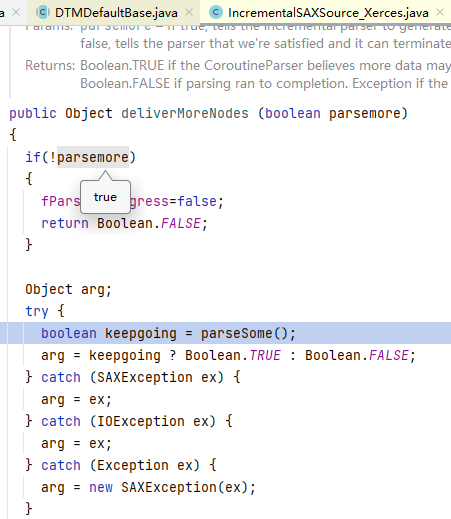 DTMDefaultBase.java × IncrementalSAXSource_Xerces.java
Params: parsemore – If true, tells the incremental parser to generate
false, tells the parser that we're satisfied and it can terminate
Returns: Boolean.TRUE if the CoroutineParser believes more data may
Boolean.FALSE if parsing ran to completion. Exception if the
public Object deliverMoreNodes (boolean parsemore)
{
if(!parsemore)
{
true
fPars gress=false;
return Boolean.FALSE;
}
Object arg;
try {
boolean keepgoing = parseSome();
arg = keepgoing ? Boolean.TRUE : Boolean.FALSE;
} catch (SAXException ex) {
arg = ex;
} catch (IOException ex) {
arg = ex;
} catch (Exception ex) {
arg = new SAXException(ex);
}